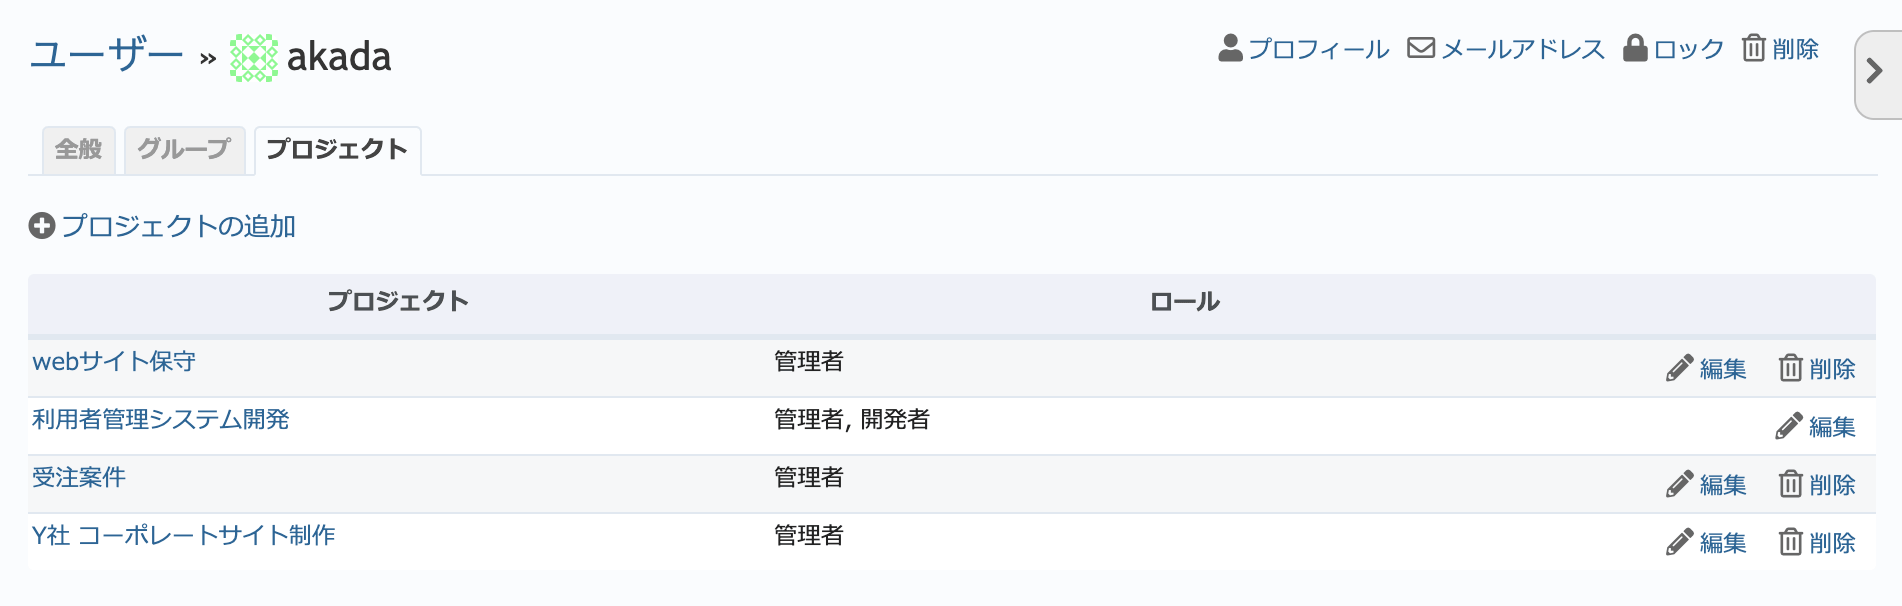 ユーザー » akada
プロフィール メールアドレス ロック 削除
全般 グループ プロジェクト
プロジェクトの追加
プロジェクト ロール
webサイト保守 管理者 編集 削除
利用者管理システム開発 管理者, 開発者 編集
受注案件 管理者 編集 削除
Y社 コーポレートサイト制作 管理者 編集 削除